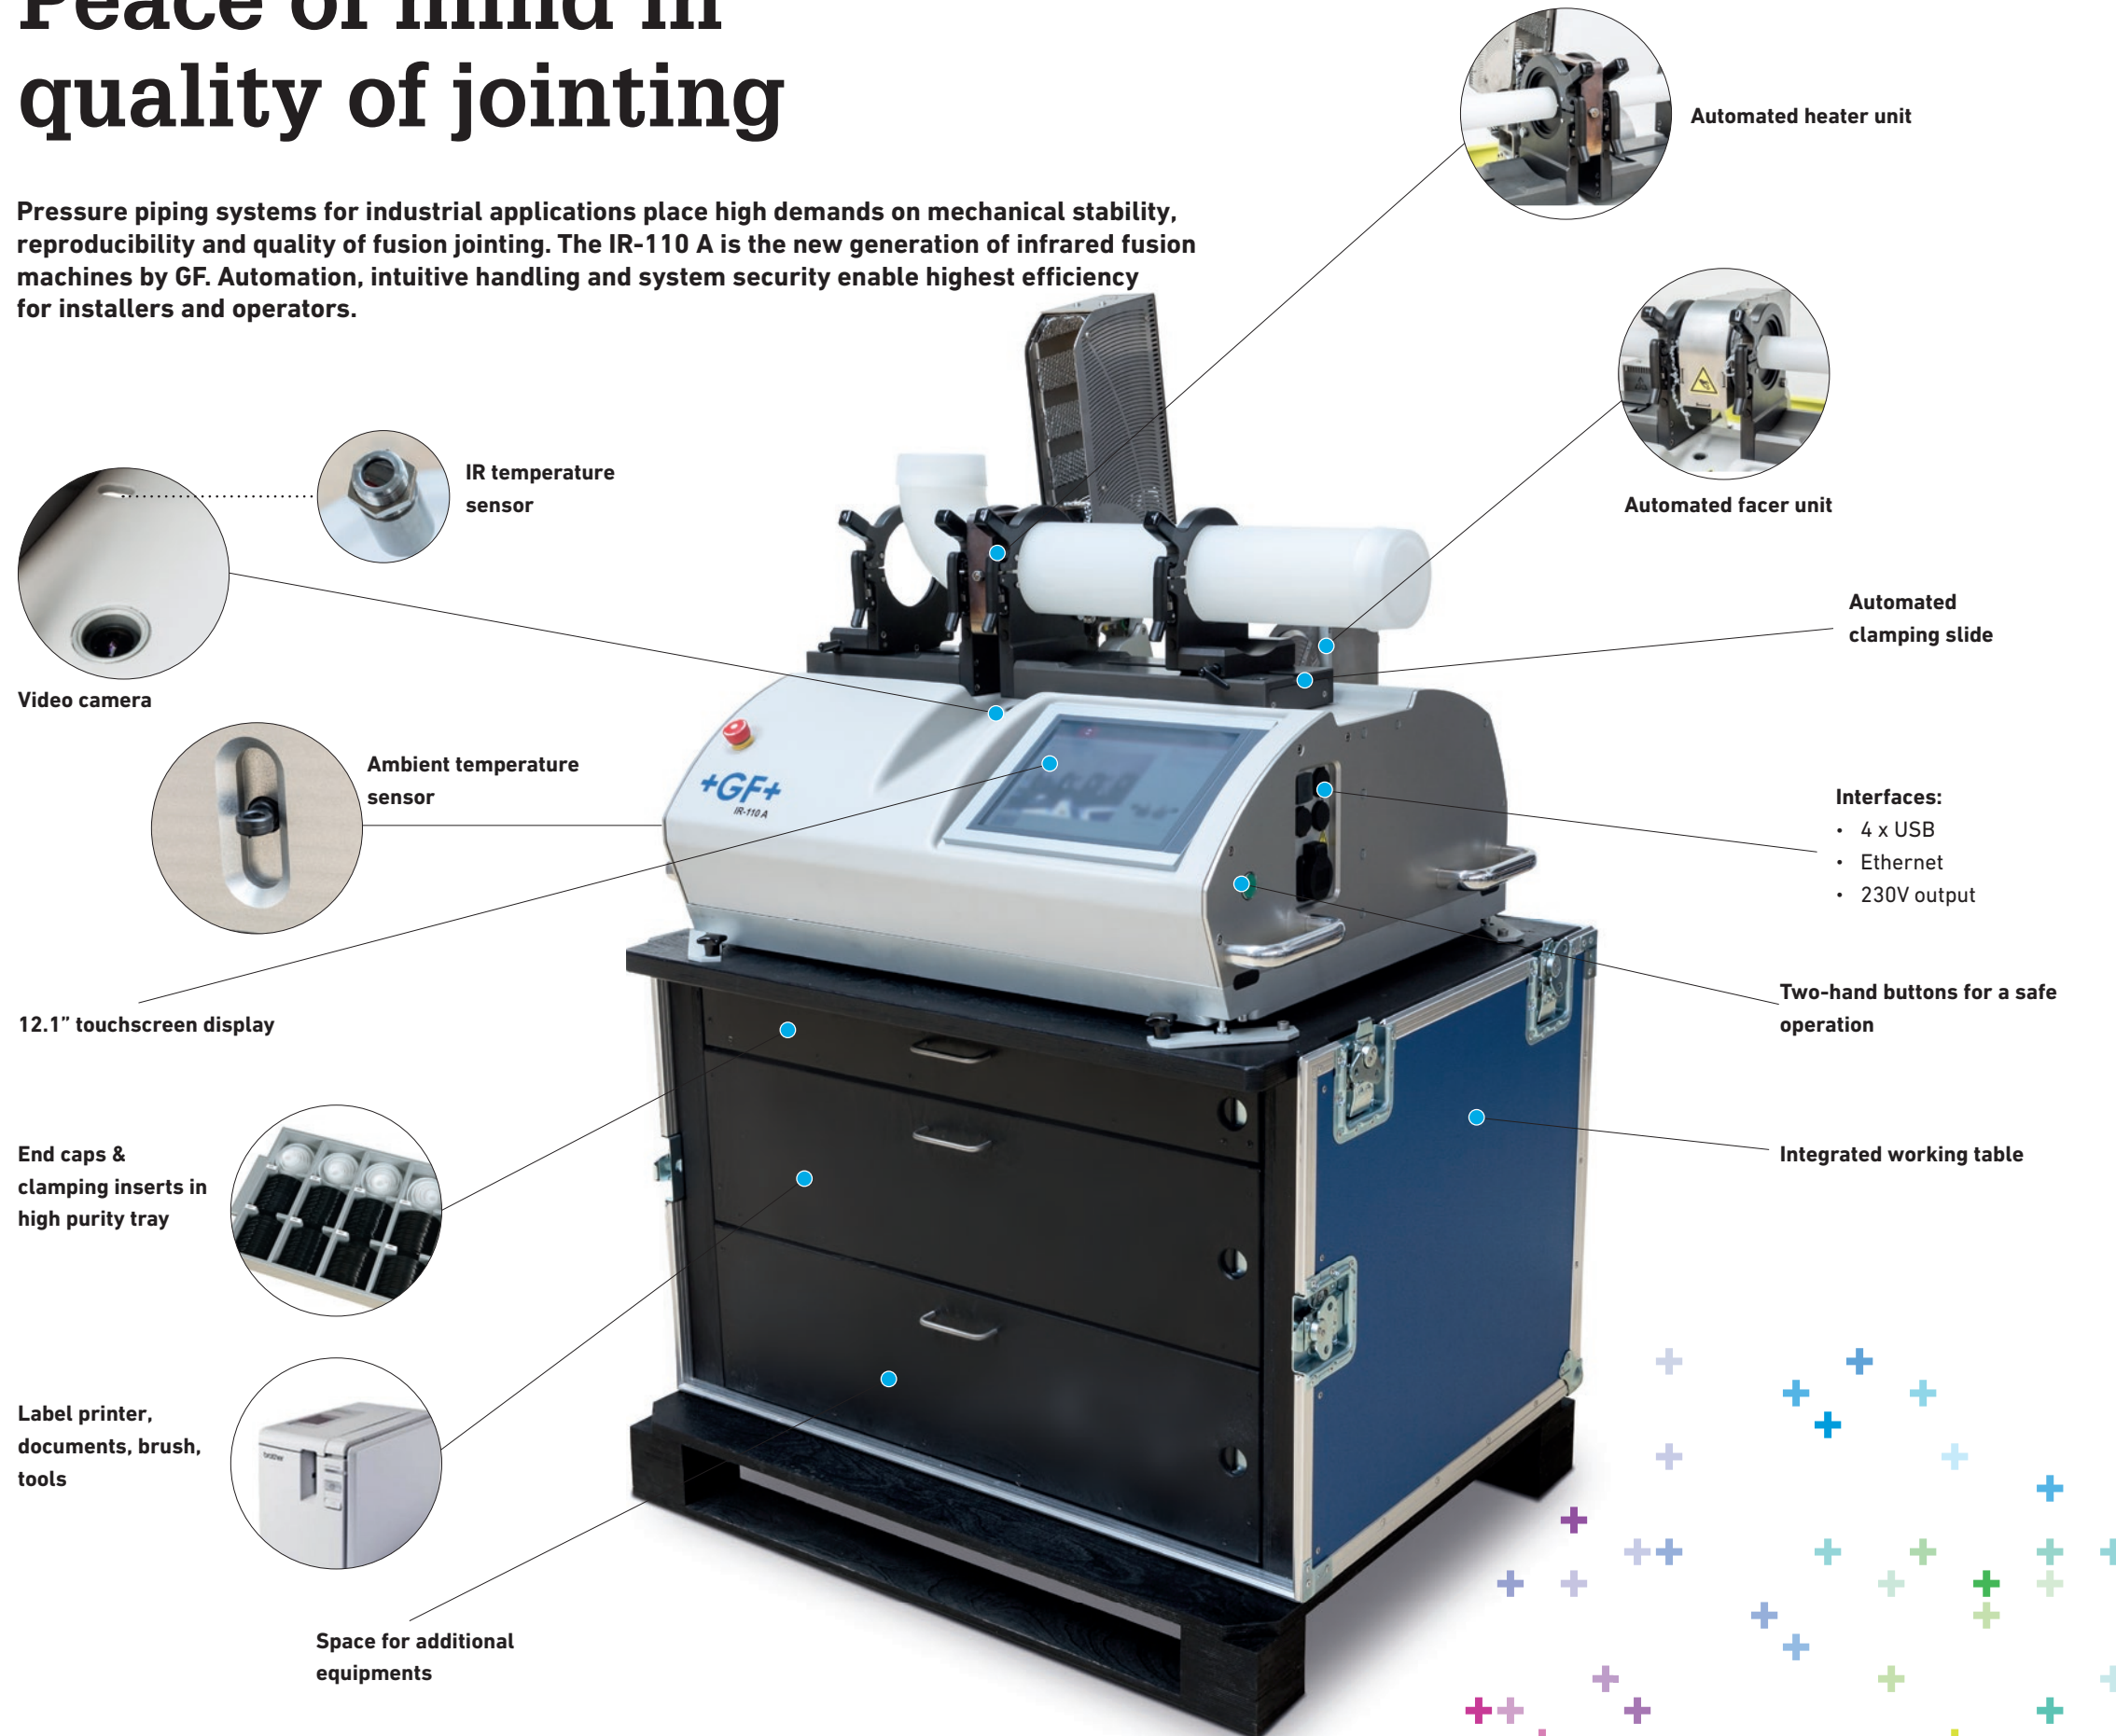 Peace of mind in
quality of jointing
Pressure piping systems for industrial applications place high demands on mechanical stability,
reproducibility and quality of fusion jointing. The IR-110 A is the new generation of infrared fusion
machines by GF. Automation, intuitive handling and system security enable highest efficiency
for installers and operators.
Automated heater unit
Automated facer unit
IR temperature
sensor
Video camera
Automated
clamping slide
Ambient temperature
sensor
+GF+
IR-110 A
Interfaces:
• 4 x USB
• Ethernet
• 230V output
12.1” touchscreen display
Two-hand buttons for a safe
operation
End caps &
clamping inserts in
high purity tray
Integrated working table
Label printer,
documents, brush,
tools
brother
Space for additional
equipments